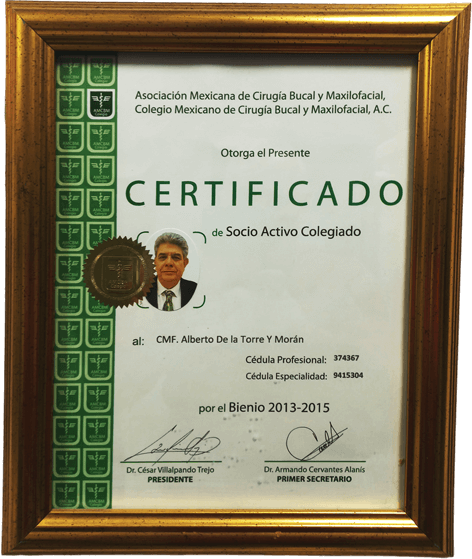 Asociación Mexicana de Cirugía Bucal y Maxilofacial,
Colegio Mexicano de Cirugía Bucal y Maxilofacial, A.C.
Otorga el Presente
CERTIFICADO
de Socio Activo Colegiado
al: CMF. Alberto De la Torre Y Morán
Cédula Profesional: 374367
Cédula Especialidad: 9415304
por el Bienio 2013-2015
Dr. César Villalpando Trejo
PRESIDENTE
Dr. Armando Cervantes Alanís
PRIMER SECRETARIO